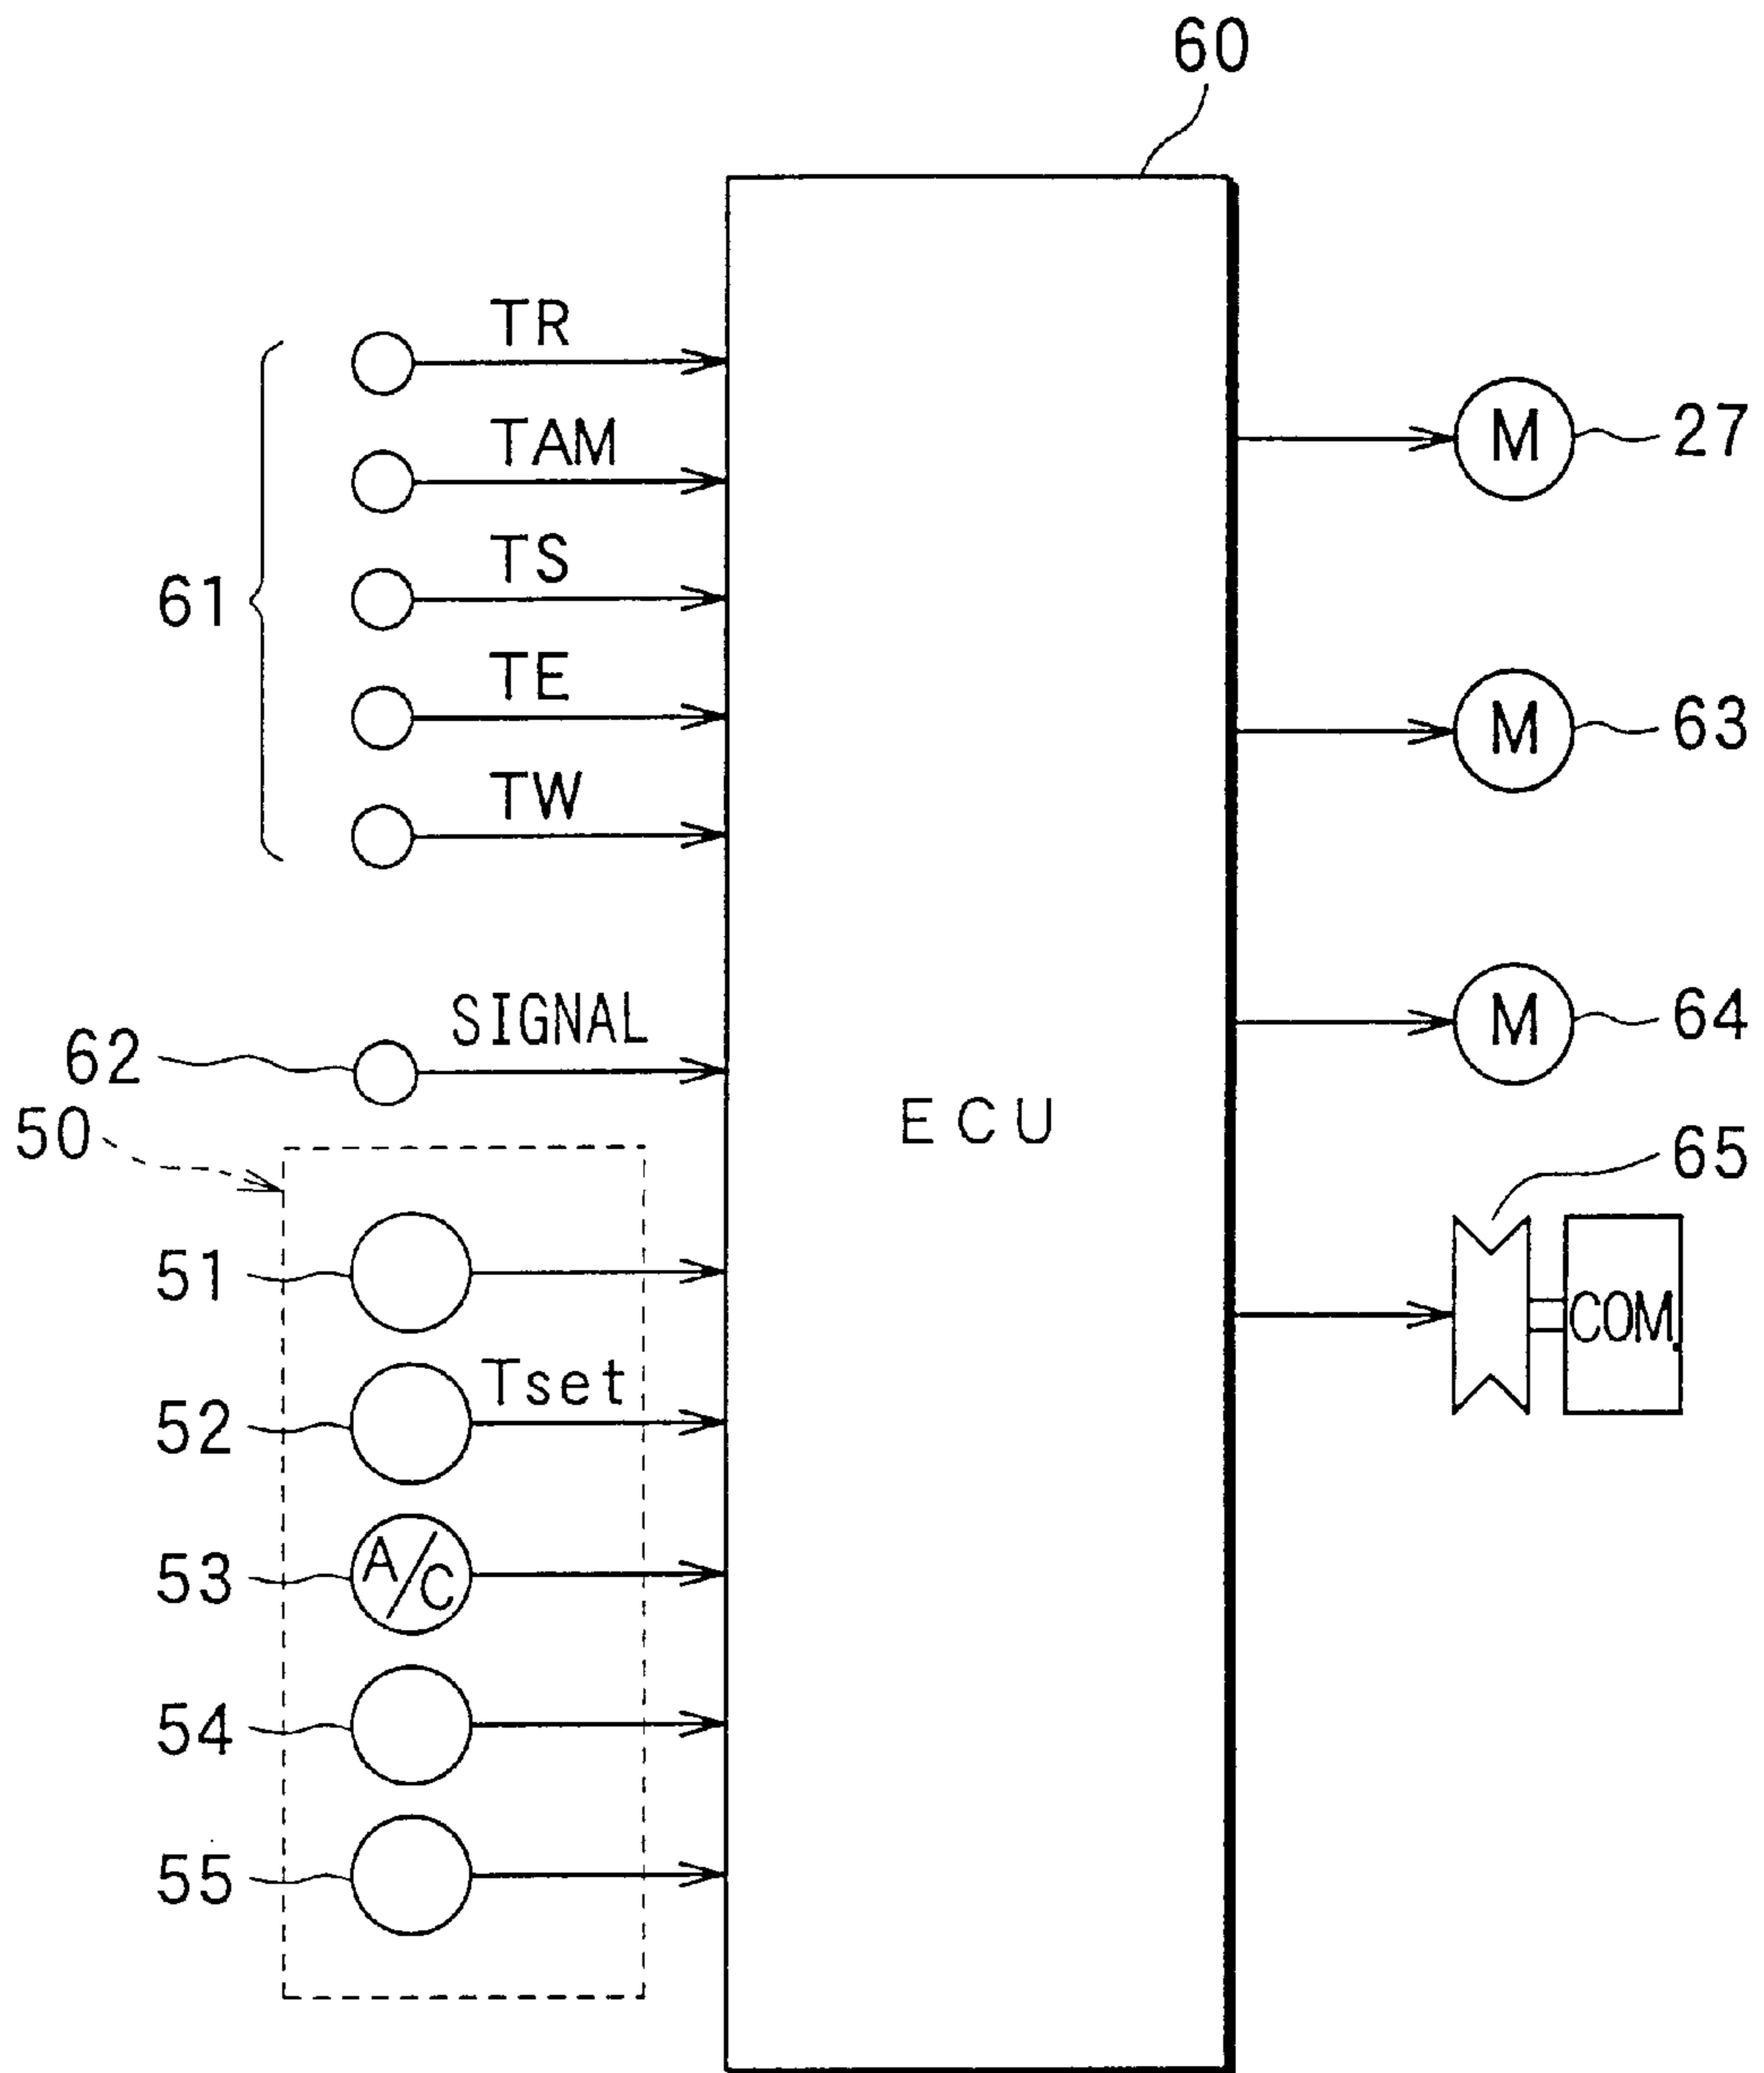 60
TR
TAM
TS
TE
TW
61
SIGNAL
62
50
51
52
Tset
53
A/C
54
55
ECU
M
27
M
63
M
64
65
COM.